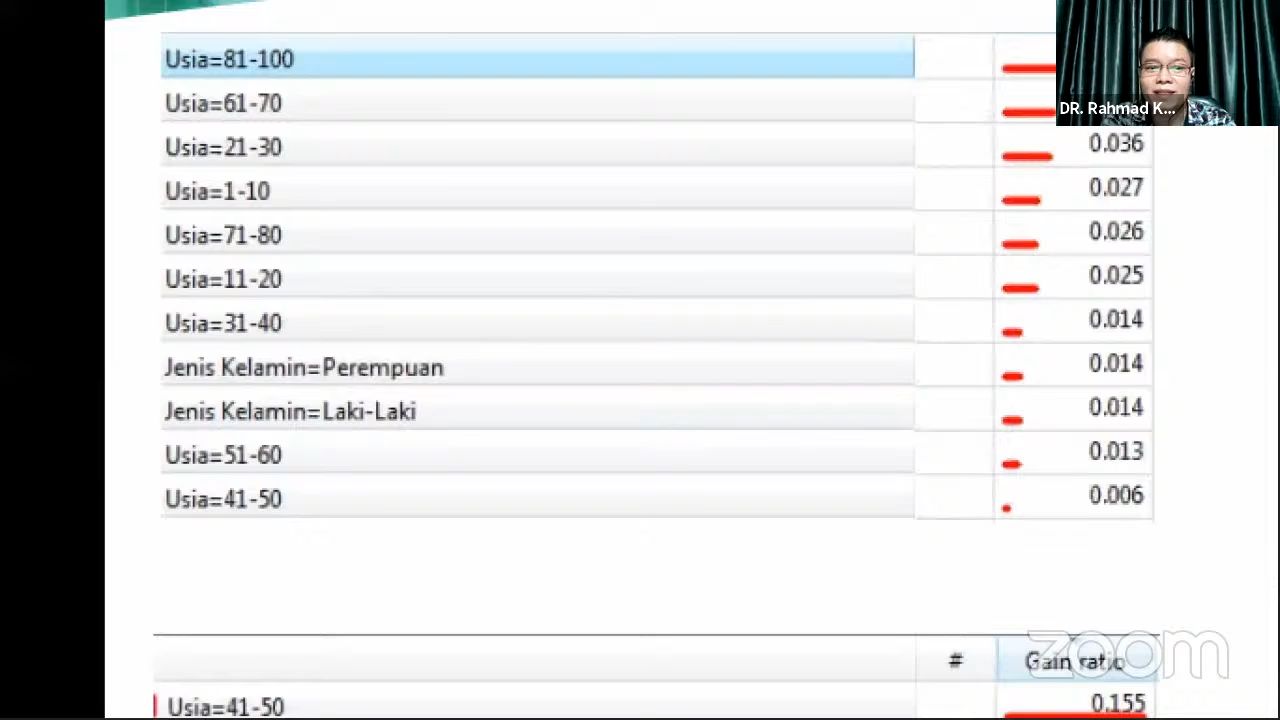 Usia=81-100
DR. Rahmad K...
Usia=61-70
Usia=21-30 0.036
Usia=1-10 0.027
Usia=71-80 0.026
Usia=11-20 0.025
Usia=31-40 0.014
Jenis Kelamin=Perempuan 0.014
Jenis Kelamin=Laki-Laki 0.014
Usia=51-60 0.013
Usia=41-50 0.006
# Gain ratio
zoom
Usia=41-50 0.155